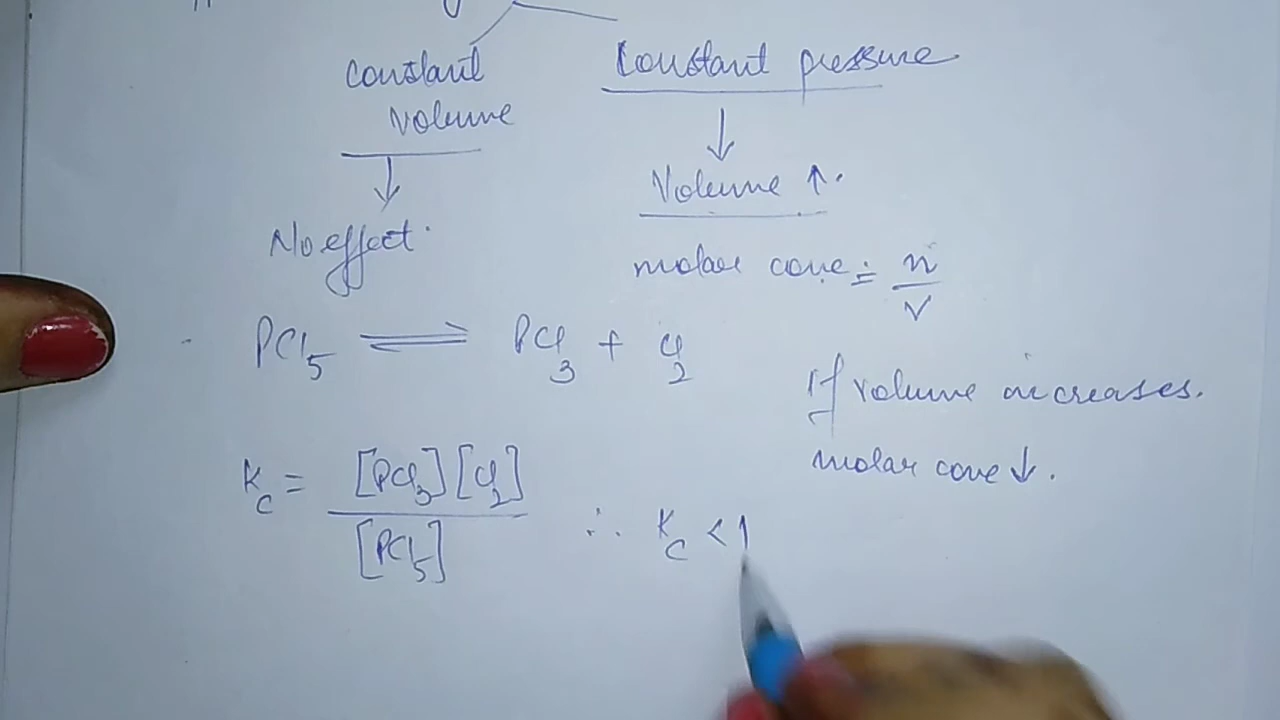 constant
volume
Constant pressure
Volume ↑.
No effect.
molar conc = n/V
PCl5 ⇌ PCl3 + Cl2
If volume increases.
molar conc ↓.
Kc = [PCl3][Cl2]/[PCl5] ∴ Kc < 1